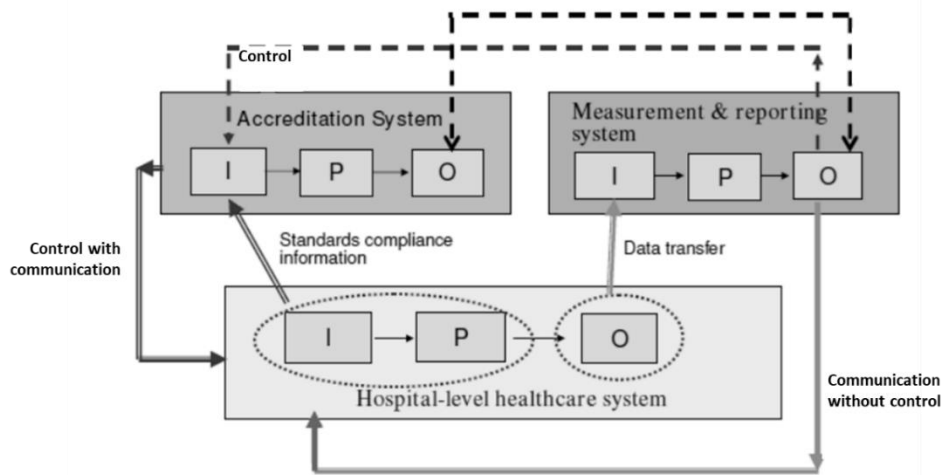 Control
Accreditation System
I
P
O
Measurement & reporting
system
I
P
O
Control with
communication
Standards compliance
information
Data transfer
I
P
O
Hospital-level healthcare system
Communication
without control